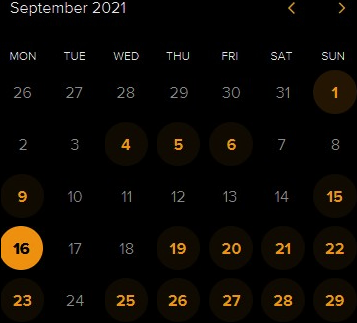 September 2021 < >
MON TUE WED THU FRI SAT SUN
26 27 28 29 30 31 1
2 3 4 5 6 7 8
9 10 11 12 13 14 15
16 17 18 19 20 21 22
23 24 25 26 27 28 29